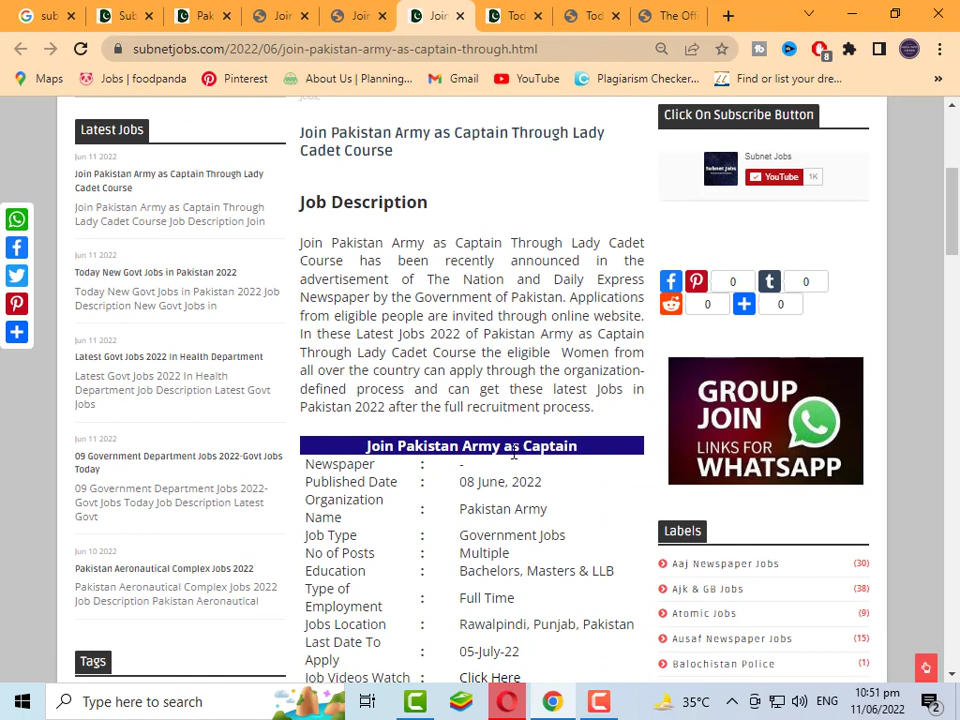 sub
Sub
Pak
Join
Join
Join
Tod
Tod
The Off
subnetjobs.com/2022/06/join-pakistan-army-as-captain-through.html
8
Maps
Jobs | foodpanda
Pinterest
About Us | Planning...
Gmail
YouTube
Plagiarism Checker...
Find or list your dre...
»
Latest Jobs
Jun 11 2022
Join Pakistan Army as Captain Through Lady
Cadet Course
Join Pakistan Army as Captain Through
Lady Cadet Course Job Description Join
Jun 11 2022
Today New Govt Jobs in Pakistan 2022
Today New Govt Jobs in Pakistan 2022 Job
Description New Govt Jobs in
Jun 11 2022
Latest Govt Jobs 2022 in Health Department
Latest Govt Jobs 2022 In Health
Department Job Description Latest Govt
Jobs
Jun 11 2022
09 Government Department Jobs 2022-Govt Jobs
Today
09 Government Department Jobs 2022-
Govt Jobs Today Job Description Latest
Govt
Jun 10 2022
Pakistan Aeronautical Complex Jobs 2022
Pakistan Aeronautical Complex Jobs 2022
Job Description Pakistan Aeronautical
Tags
Jobs,
Join Pakistan Army as Captain Through Lady
Cadet Course
Job Description
Join Pakistan Army as Captain Through Lady Cadet
Course has been recently announced in the
advertisement of The Nation and Daily Express
Newspaper by the Government of Pakistan. Applications
from eligible people are invited through online website.
In these Latest Jobs 2022 of Pakistan Army as Captain
Through Lady Cadet Course the eligible Women from
all over the country can apply through the organization-
defined process and can get these latest Jobs in
Pakistan 2022 after the full recruitment process.
Join Pakistan Army as Captain
Newspaper : -
Published Date : 08 June, 2022
Organization
Name : Pakistan Army
Job Type : Government Jobs
No of Posts : Multiple
Education : Bachelors, Masters & LLB
Type of
Employment : Full Time
Jobs Location : Rawalpindi, Punjab, Pakistan
Last Date To
Apply : 05-July-22
Job Videos Watch : Click Here
Click On Subscribe Button
Subnet Jobs
YouTube 1K
0
0
0
0
GROUP
JOIN
LINKS FOR
WHATSAPP
Labels
Aaj Newspaper Jobs (30)
Ajk & GB Jobs (38)
Atomic Jobs (9)
Ausaf Newspaper Jobs (15)
Balochistan Police (1)
Type here to search
35°C
ENG
10:51 pm
11/06/2022
2